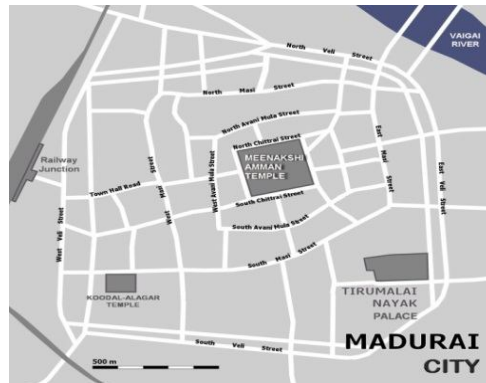 VAIGAI
RIVER
North Veli Street
North Masi Street
North Avani Mula Street
North Chittrai Street
MEENAKSHI
AMMAN
TEMPLE
East Masi Street
East Veli Street
Railway
Junction
Town Hall Road
West Masi Street
West Avani Mula Street
South Chittrai Street
South Avani Mula Street
West Veli Street
South Masi Street
KOODAL-ALAGAR
TEMPLE
TIRUMALAI
NAYAK
PALACE
MADURAI
CITY
South Veli Street
500 m